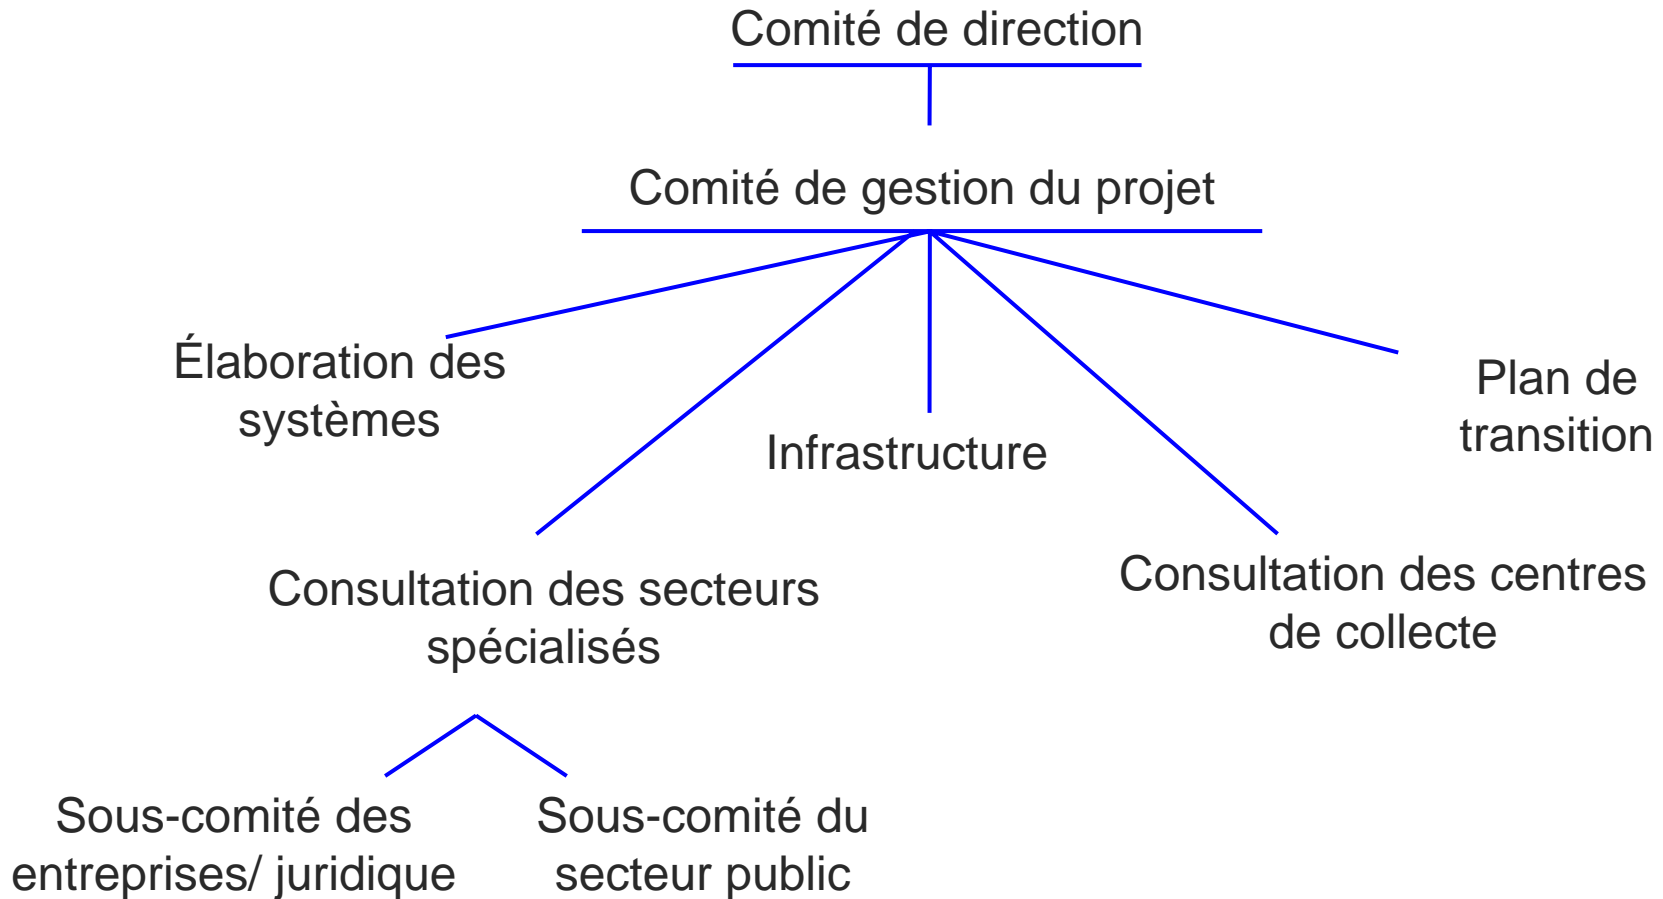 Comité de direction
Comité de gestion du projet
Élaboration des
systèmes
Infrastructure
Plan de
transition
Consultation des secteurs
spécialisés
Consultation des centres
de collecte
Sous-comité des
entreprises/ juridique
Sous-comité du
secteur public